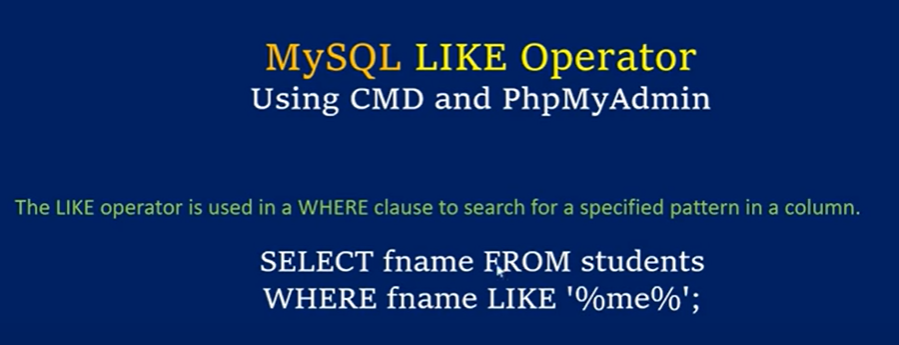 MySQL LIKE Operator
Using CMD and PhpMyAdmin
The LIKE operator is used in a WHERE clause to search for a specified pattern in a column.
SELECT fname FROM students
WHERE fname LIKE '%me%';